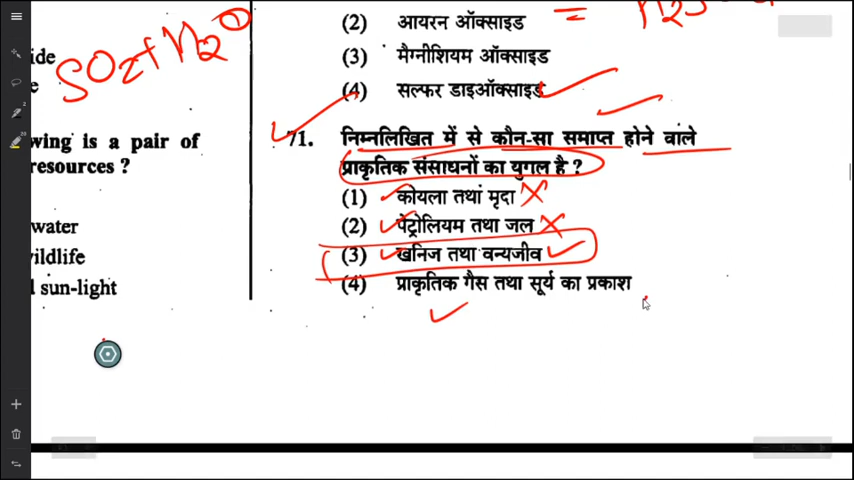 ide
e
wing is a pair of
resources ?
water
vildlife
l sun-light
SO2+H2O
(2) आयरन ऑक्साइड
(3) मैग्नीशियम ऑक्साइड
(4) सल्फर डाइऑक्साइड
71. निम्नलिखित में से कौन-सा समाप्त होने वाले
प्राकृतिक संसाधनों का युगल है ?
(1) कोयला तथा मृदा
(2) पेट्रोलियम तथा जल
(3) खनिज तथा वन्यजीव
(4) प्राकृतिक गैस तथा सूर्य का प्रकाश